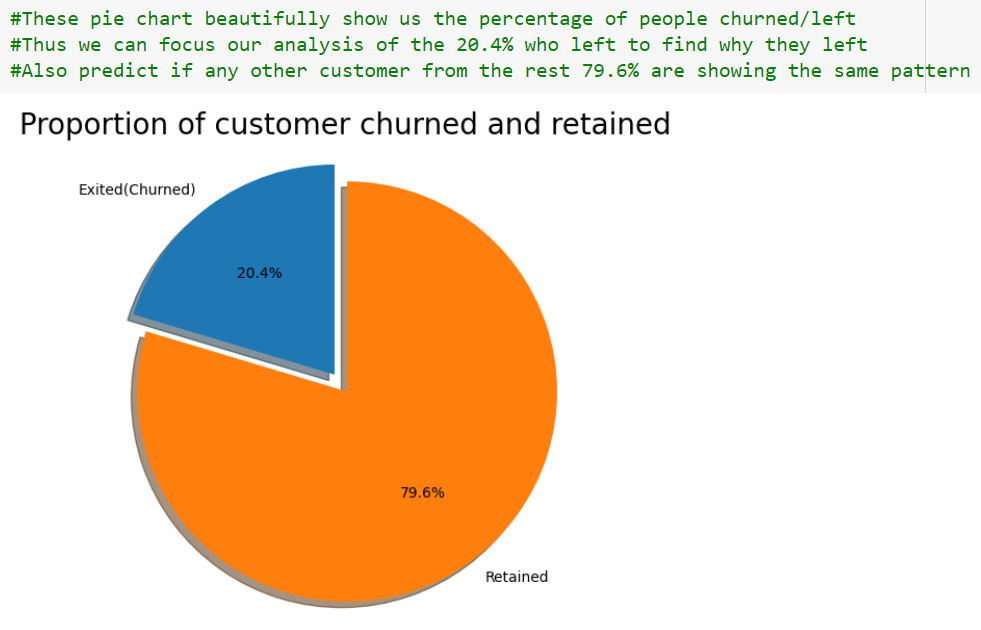 #These pie chart beautifully show us the percentage of people churned/left
#Thus we can focus our analysis of the 20.4% who left to find why they left
#Also predict if any other customer from the rest 79.6% are showing the same pattern
Proportion of customer churned and retained
Exited(Churned)
20.4%
79.6%
Retained